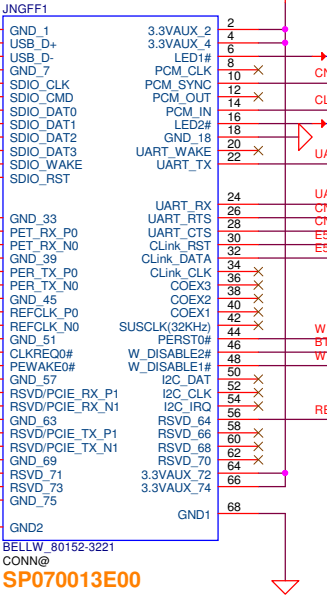 JNGFF1
GND_1 3.3VAUX_2 2
USB_D+ 3.3VAUX_4 4
USB_D- LED1# 6
GND_7 PCM_CLK 8
SDIO_CLK PCM_SYNC 10
SDIO_CMD PCM_OUT 12
SDIO_DAT0 PCM_IN 14
SDIO_DAT1 LED2# 16
SDIO_DAT2 GND_18 18
SDIO_DAT3 UART_WAKE 20
SDIO_WAKE UART_TX 22
SDIO_RST
UART_RX 24
GND_33 UART_RTS 26
PET_RX_P0 UART_CTS 28
PET_RX_N0 CLink_RST 30
GND_39 CLink_DATA 32
PER_TX_P0 CLink_CLK 34
PER_TX_N0 COEX3 36
GND_45 COEX2 38
REFCLK_P0 COEX1 40
REFCLK_N0 SUSCLK(32KHz) 42
GND_51 PERST0# 44
CLKREQ0# W_DISABLE2# 46
PEWAKE0# W_DISABLE1# 48
GND_57 I2C_DAT 50
RSVD/PCIE_RX_P1 I2C_CLK 52
RSVD/PCIE_RX_N1 I2C_IRQ 54
GND_63 RSVD_64 56
RSVD/PCIE_TX_P1 RSVD_66 58
RSVD/PCIE_TX_N1 RSVD_68 60
GND_69 RSVD_70 62
RSVD_71 3.3VAUX_72 64
RSVD_73 3.3VAUX_74 66
GND_75
GND1 68
GND2
BELLW_80152-3221
CONN@
SP070013E00